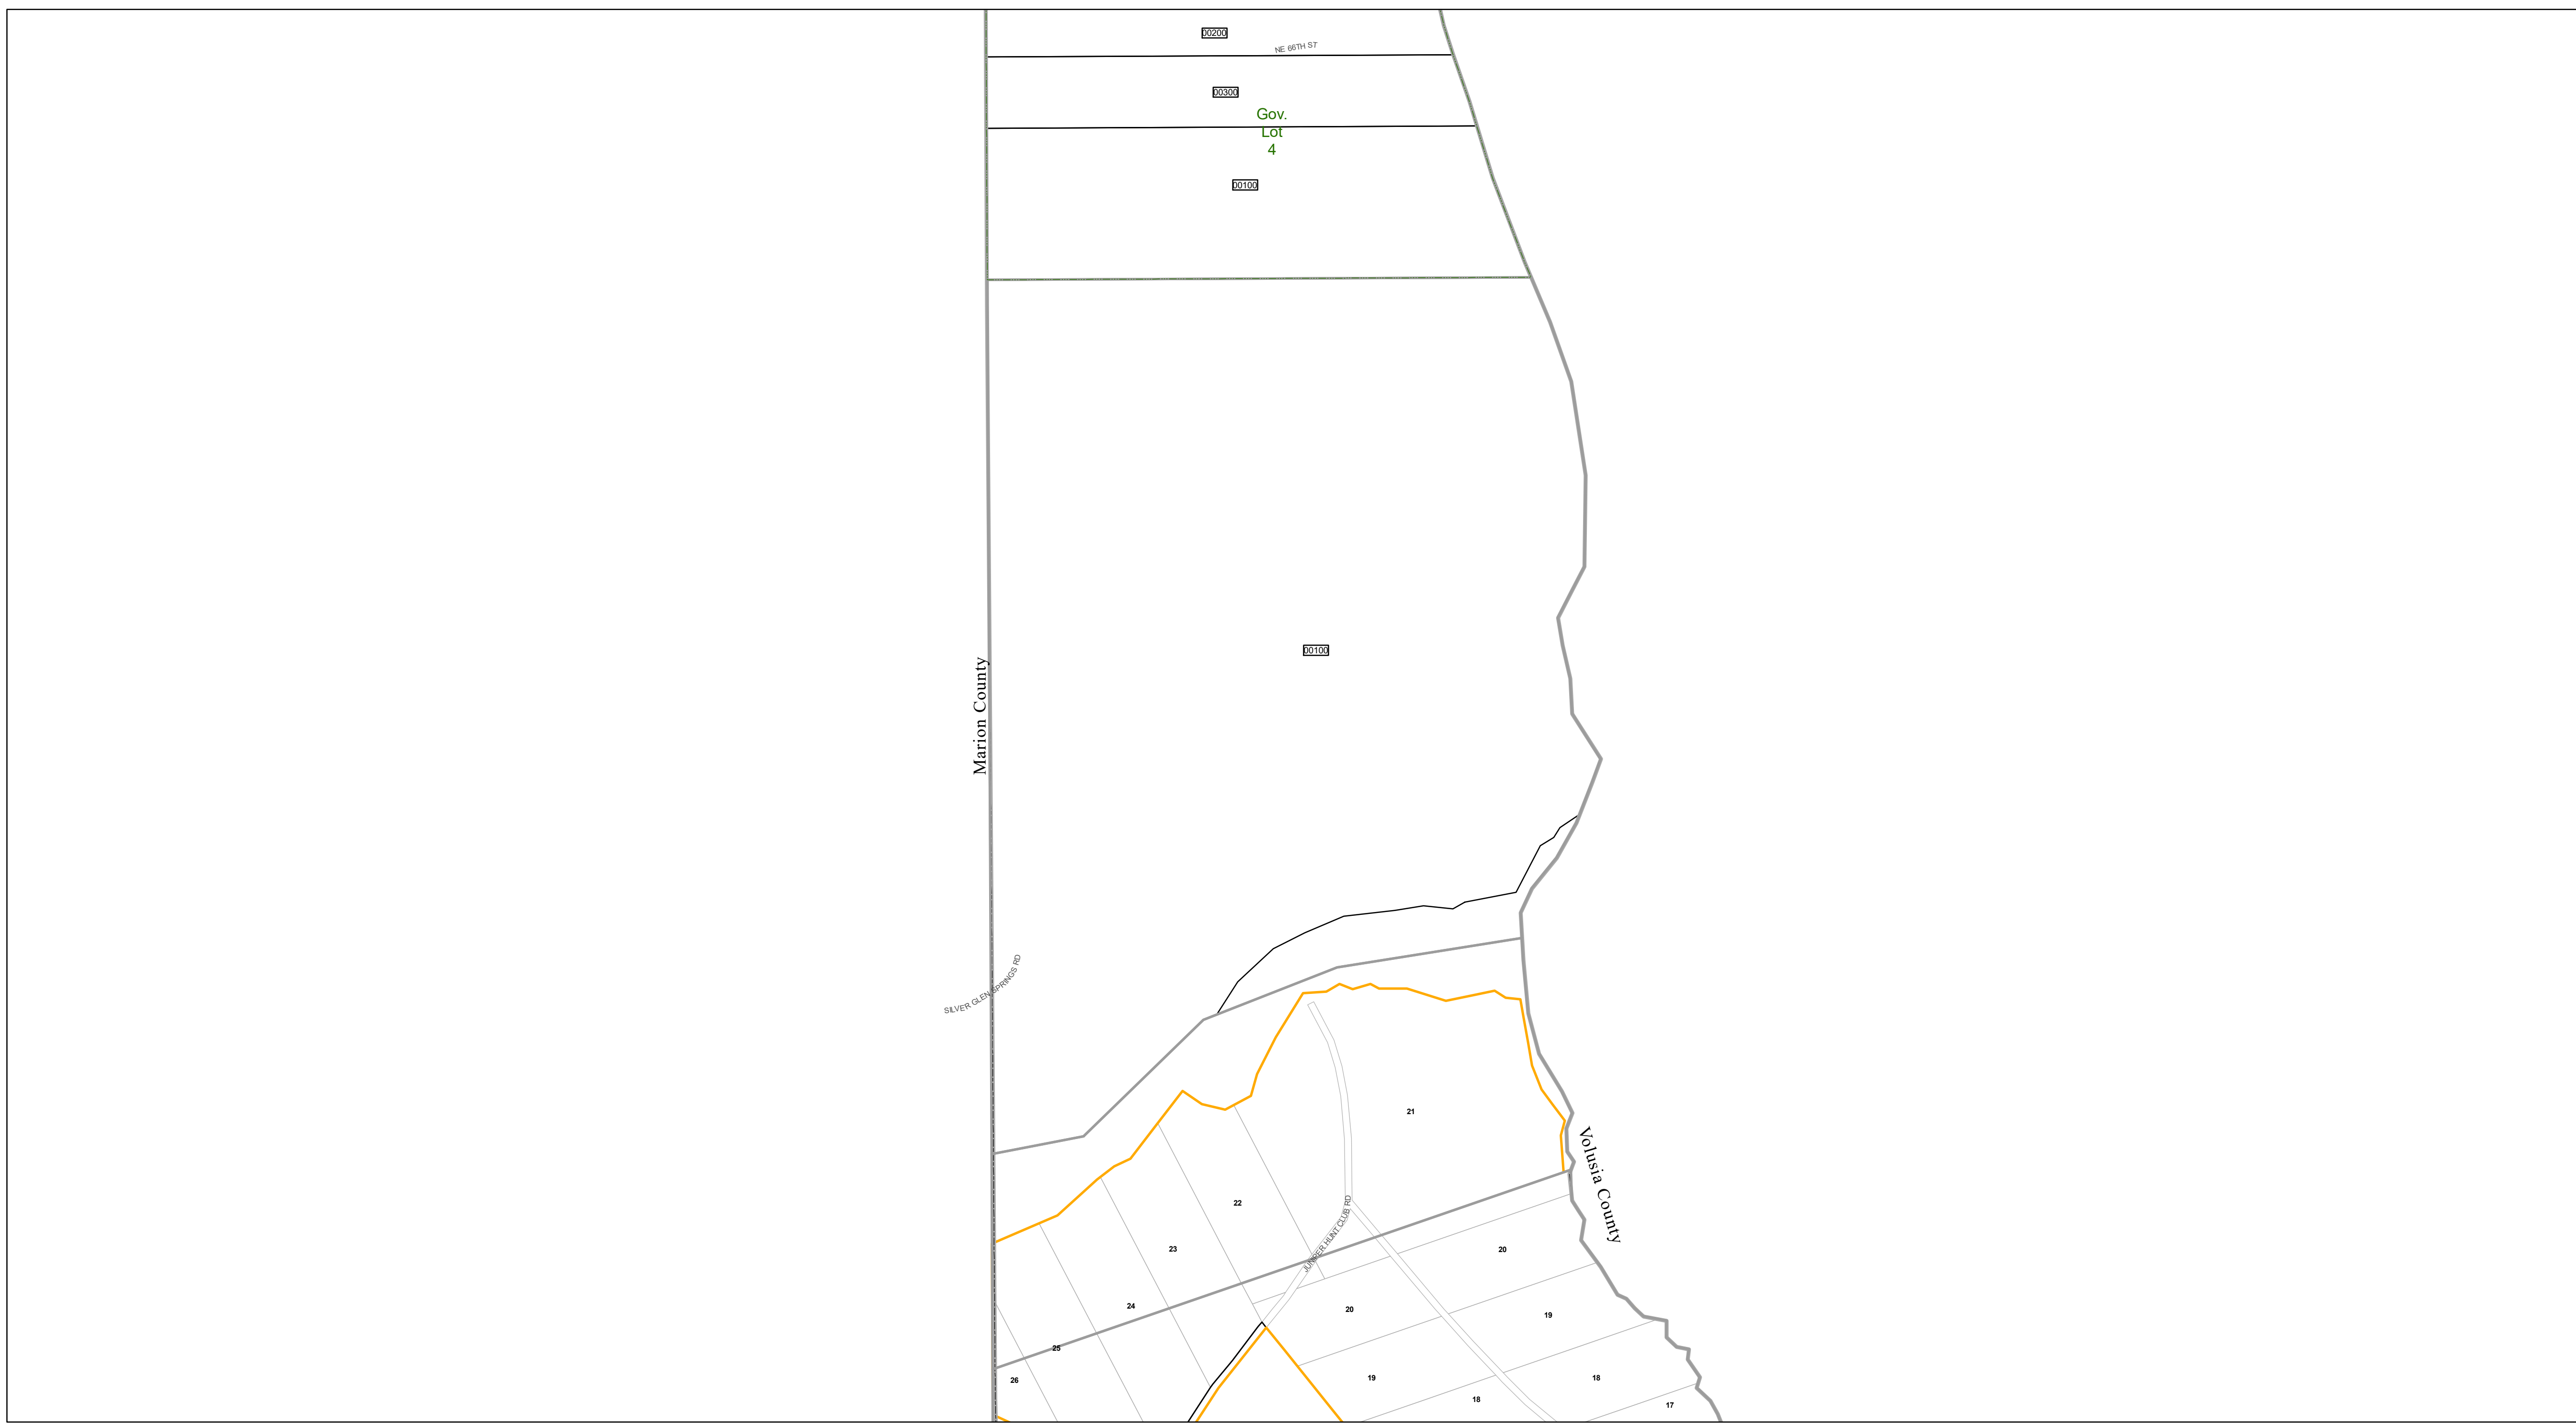 00200
NE 66TH ST
00300
Gov.
Lot
4
00100
00100
Marion County
SILVER GLEN SPRINGS RD
21
Volusia County
22
JUNIPER HUNT CLUB RD
23
20
24
20
19
25
26
19
18
18
17